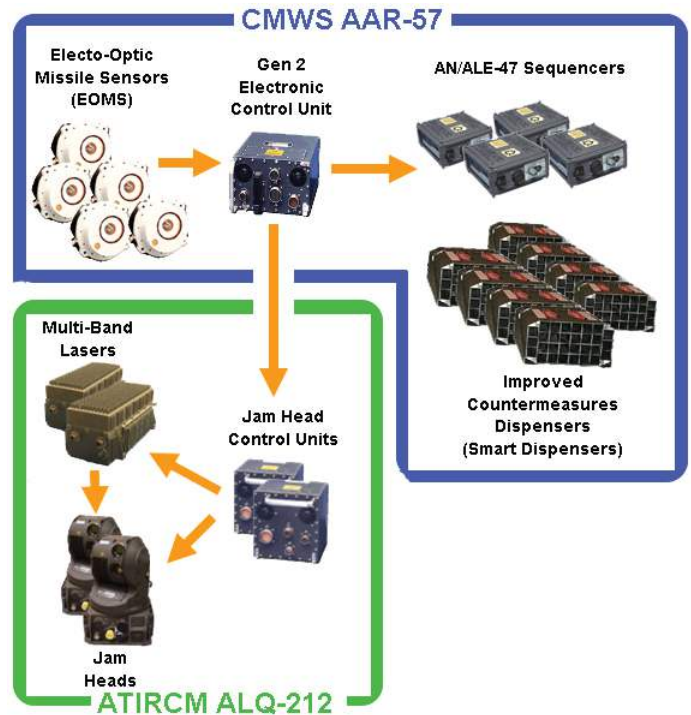 CMWS AAR-57
Electo-Optic
Missile Sensors
(EOMS)
Gen 2
Electronic
Control Unit
AN/ALE-47 Sequencers
Improved
Countermeasures
Dispensers
(Smart Dispensers)
Multi-Band
Lasers
Jam Head
Control Units
Jam
Heads
ATIRCM ALQ-212